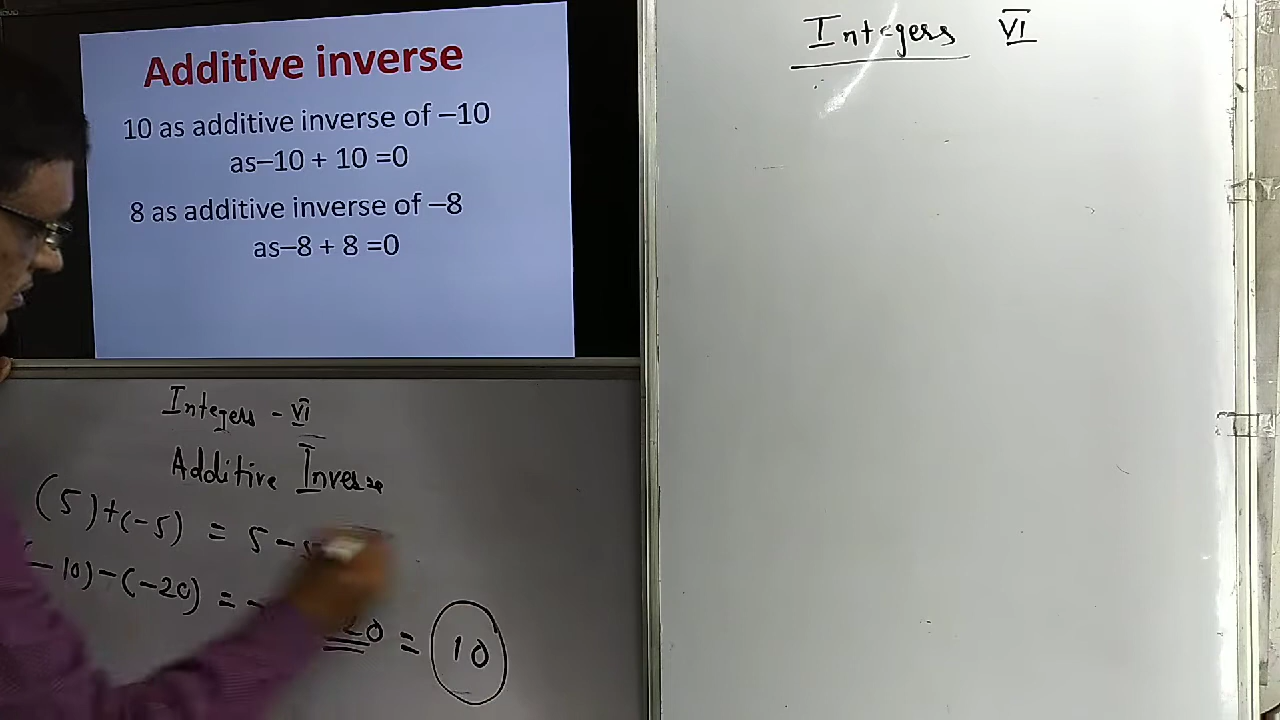 Additive inverse
10 as additive inverse of –10
as–10 + 10 =0
8 as additive inverse of –8
as–8 + 8 =0
Integers - VI
Additive Inverse
(5)+(-5) = 5 -
(-10)-(-20) = - 20 = 10
Integers VI